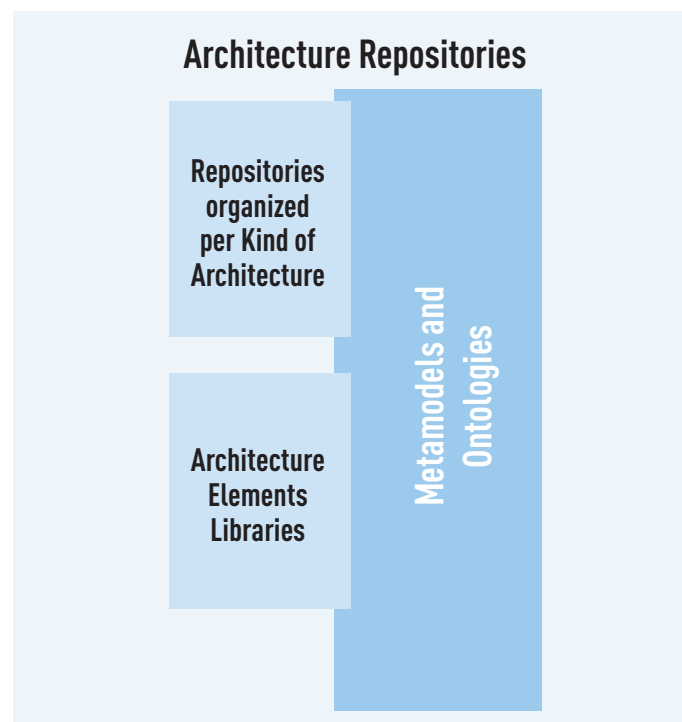 Architecture Repositories
Repositories
organized
per Kind of
Architecture
Architecture
Elements
Libraries
Metamodels and
Ontologies